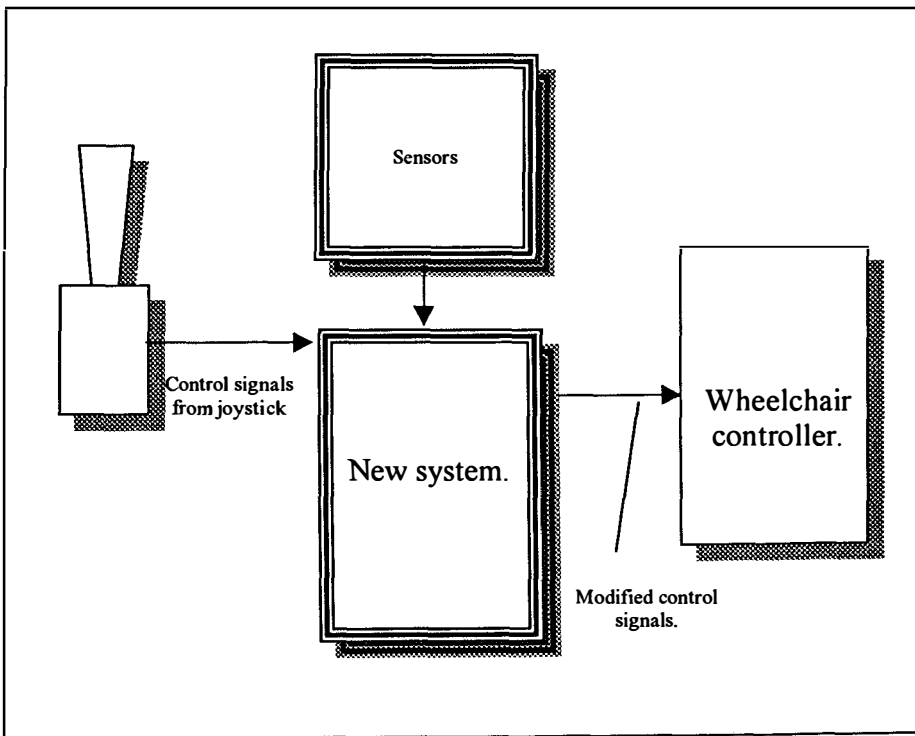 Sensors
Control signals
from joystick
New system.
Wheelchair
controller.
Modified control
signals.